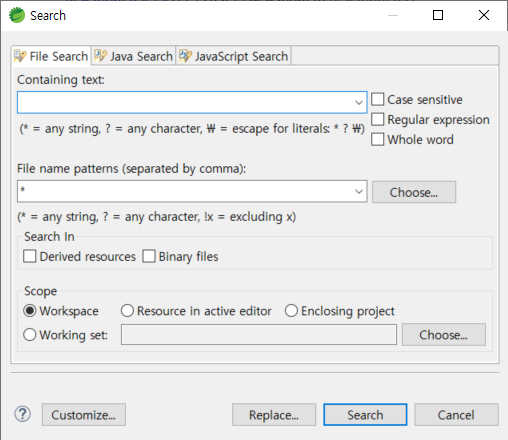 Search
File Search Java Search JavaScript Search
Containing text:
Case sensitive
(* = any string, ? = any character, ₩ = escape for literals: * ? ₩)
Regular expression
Whole word
File name patterns (separated by comma):
* Choose...
(* = any string, ? = any character, !x = excluding x)
Search In
Derived resources Binary files
Scope
Workspace Resource in active editor Enclosing project
Working set: Choose...
? Customize... Replace... Search Cancel